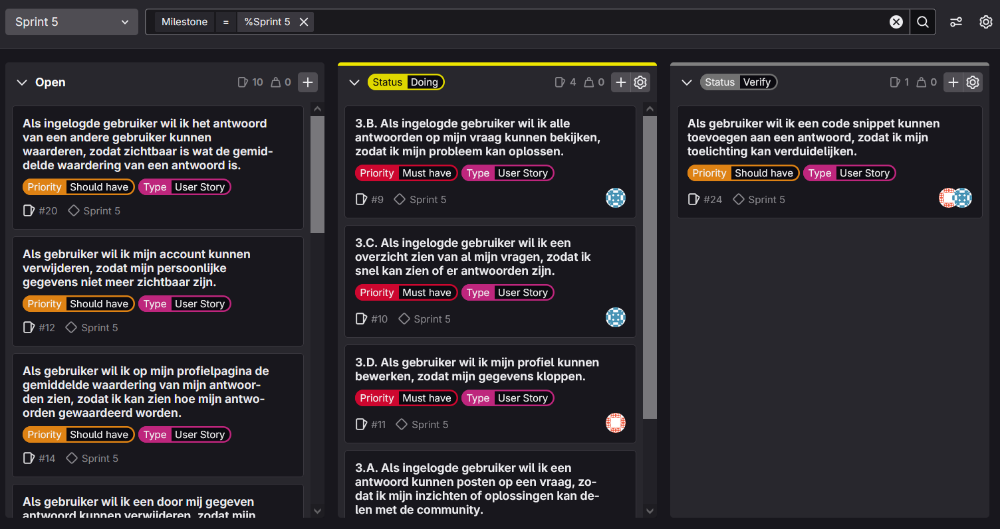 Sprint 5
Milestone = %Sprint 5
Open 10 0
Als ingelogde gebruiker wil ik het antwoord
van een andere gebruiker kunnen
waarderen, zodat zichtbaar is wat de gemid-
delde waardering van een antwoord is.
Priority Should have Type User Story
#20 Sprint 5
Als gebruiker wil ik mijn account kunnen
verwijderen, zodat mijn persoonlijke
gegevens niet meer zichtbaar zijn.
Priority Should have Type User Story
#12 Sprint 5
Als gebruiker wil ik op mijn profielpagina de
gemiddelde waardering van mijn antwoor-
den zien, zodat ik kan zien hoe mijn antwo-
orden gewaardeerd worden.
Priority Should have Type User Story
#14 Sprint 5
Als gebruiker wil ik een door mij gegeven
antwoord kunnen verwijderen, zodat mijn
Status Doing 4 0
3.B. Als ingelogde gebruiker wil ik alle
antwoorden op mijn vraag kunnen bekijken,
zodat ik mijn probleem kan oplossen.
Priority Must have Type User Story
#9 Sprint 5
3.C. Als ingelogde gebruiker wil ik een
overzicht zien van al mijn vragen, zodat ik
snel kan zien of er antwoorden zijn.
Priority Must have Type User Story
#10 Sprint 5
3.D. Als gebruiker wil ik mijn profiel kunnen
bewerken, zodat mijn gegevens kloppen.
Priority Must have Type User Story
#11 Sprint 5
3.A. Als ingelogde gebruiker wil ik een
antwoord kunnen posten op een vraag, zo-
dat ik mijn inzichten of oplossingen kan de-
len met de community.
Status Verify 1 0
Als gebruiker wil ik een code snippet kunnen
toevoegen aan een antwoord, zodat ik mijn
toelichting kan verduidelijken.
Priority Should have Type User Story
#24 Sprint 5